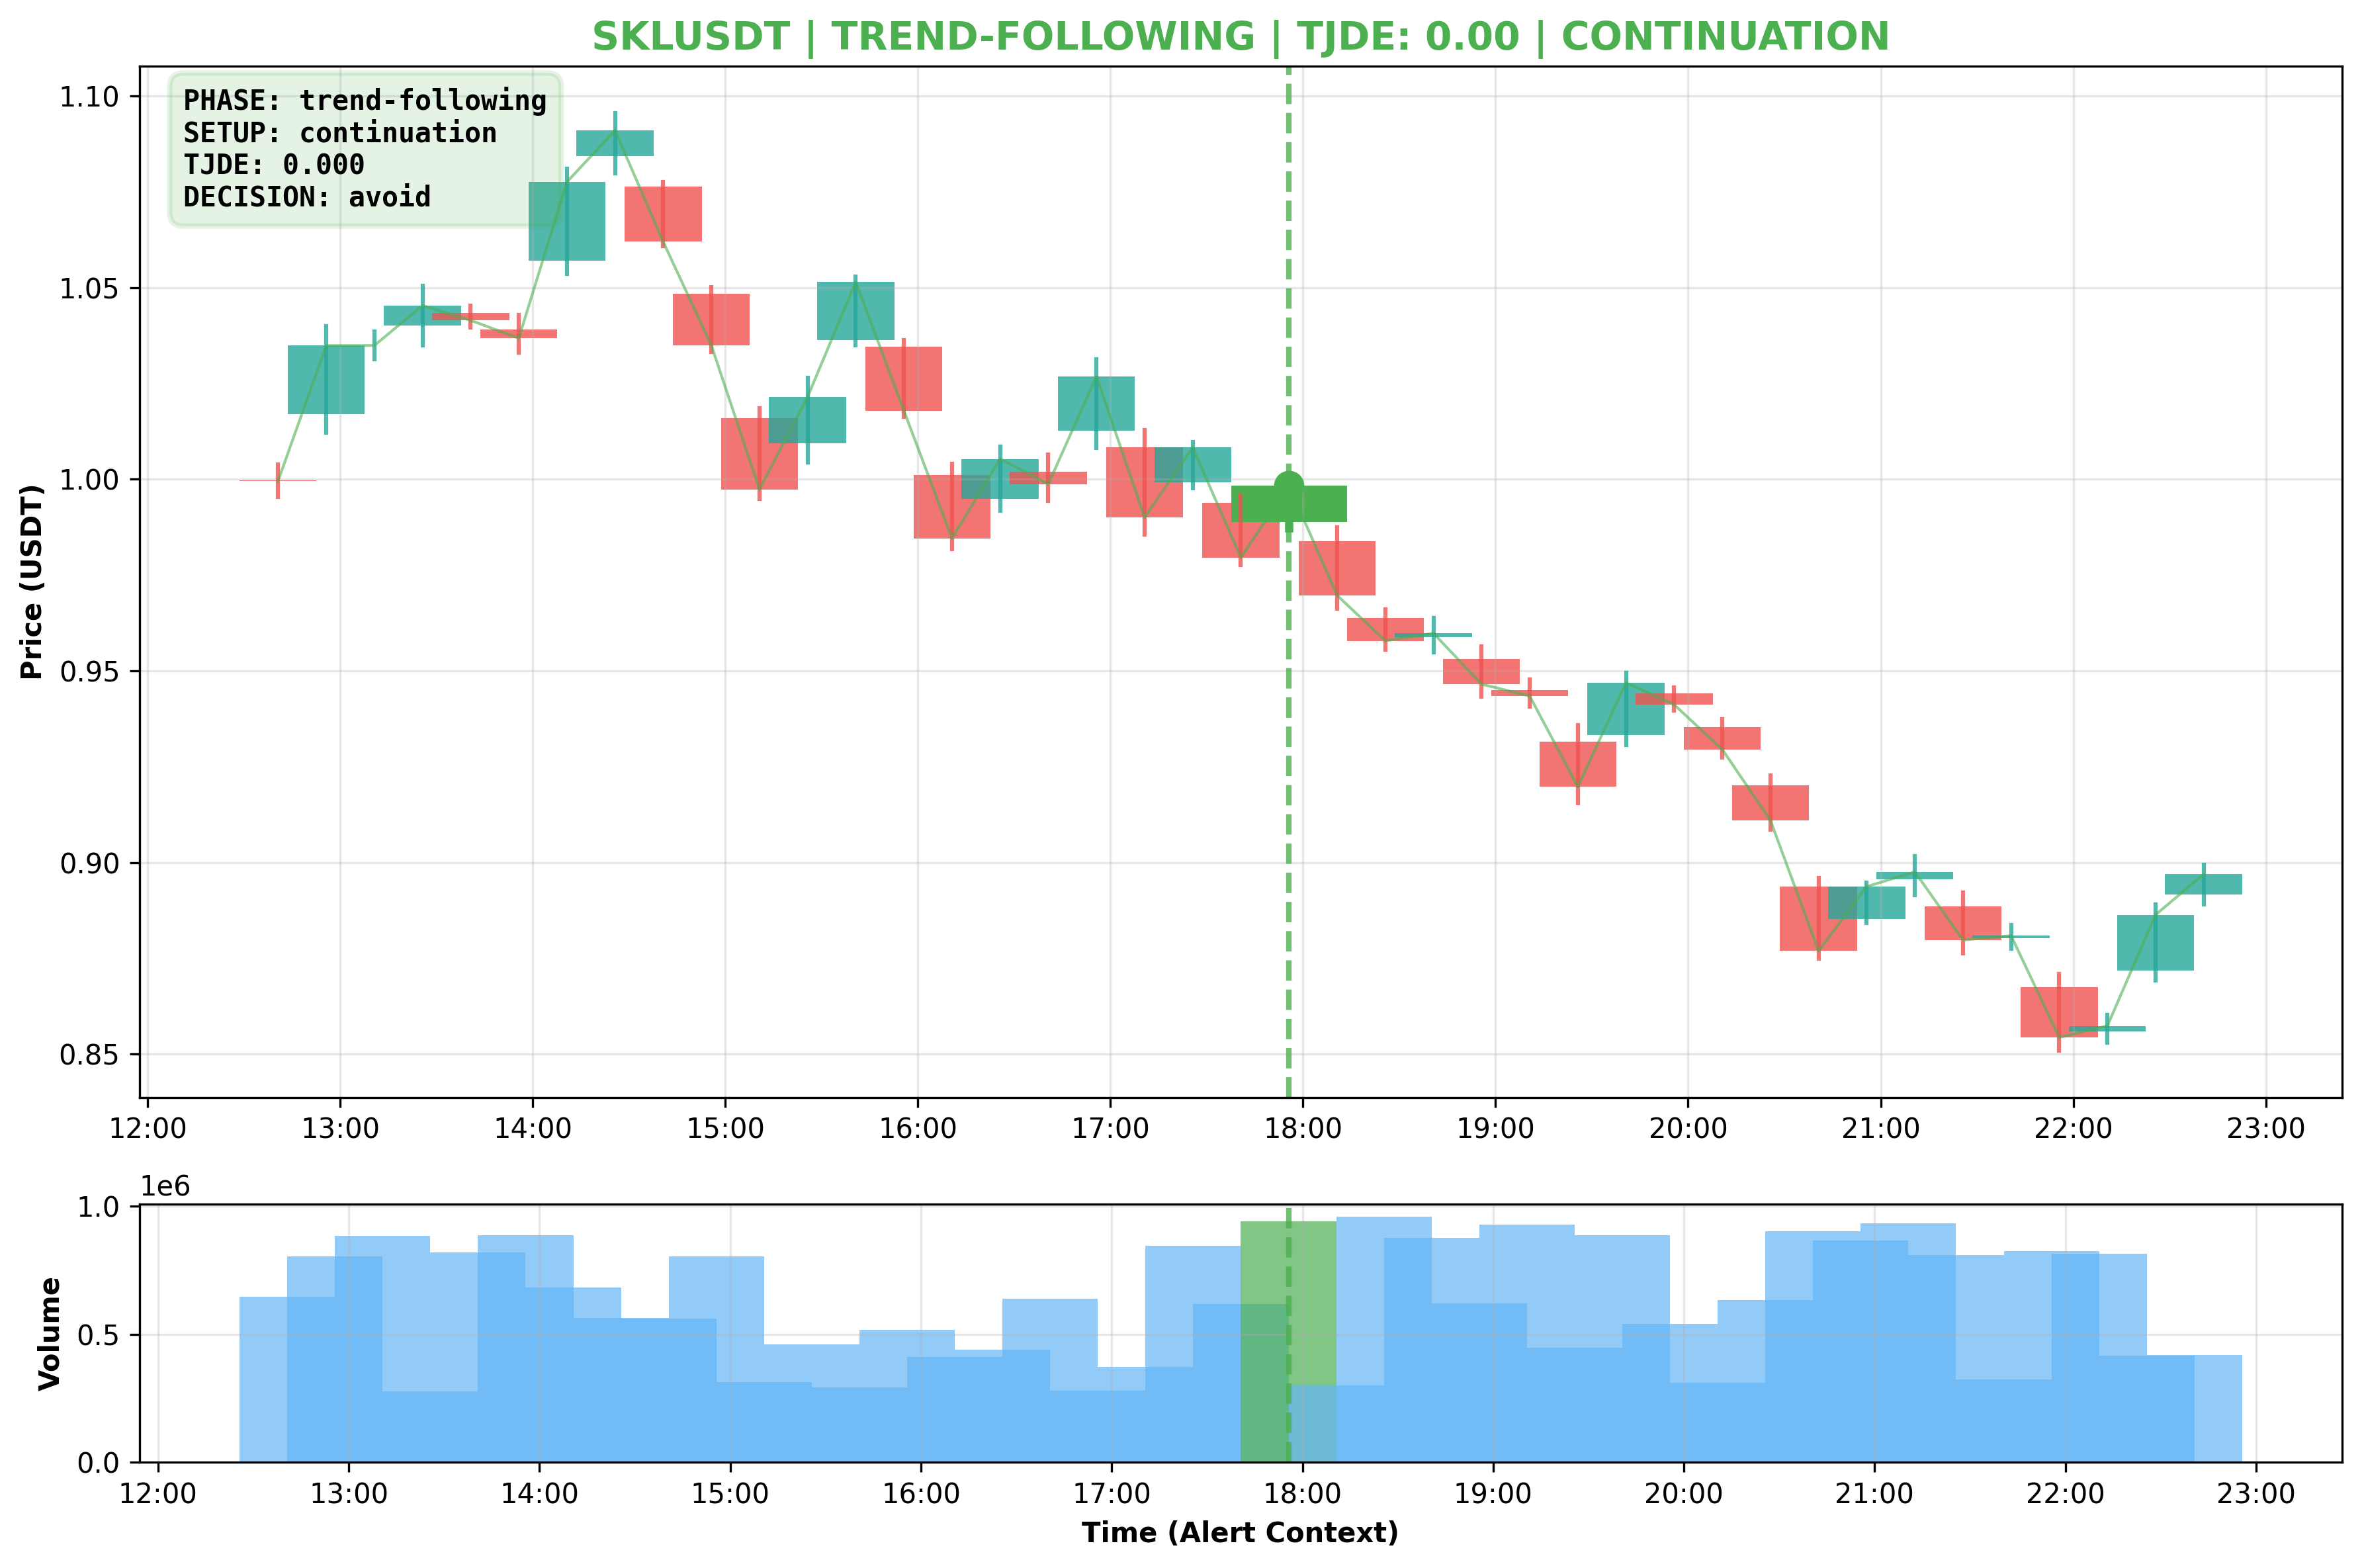 SKLUSDT | TREND-FOLLOWING | TJDE: 0.00 | CONTINUATION
PHASE: trend-following
SETUP: continuation
TJDE: 0.000
DECISION: avoid
Price (USDT)
1.10
1.05
1.00
0.95
0.90
0.85
12:00 13:00 14:00 15:00 16:00 17:00 18:00 19:00 20:00 21:00 22:00 23:00
1e6
Volume
1.0
0.5
0.0
12:00 13:00 14:00 15:00 16:00 17:00 18:00 19:00 20:00 21:00 22:00 23:00
Time (Alert Context)